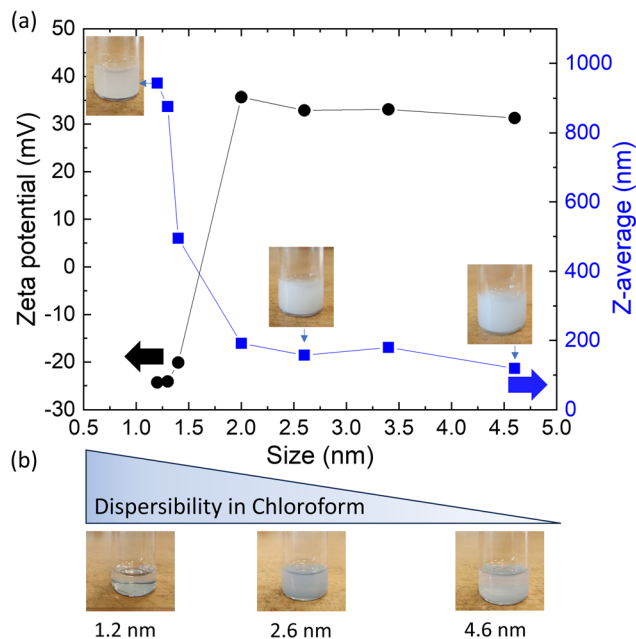 (a)
50
40
30
20
10
0
-10
-20
-30
Zeta potential (mV)
1000
800
600
400
200
0
Z-average (nm)
0.5 1.0 1.5 2.0 2.5 3.0 3.5 4.0 4.5 5.0
Size (nm)
(b)
Dispersibility in Chloroform
1.2 nm 2.6 nm 4.6 nm